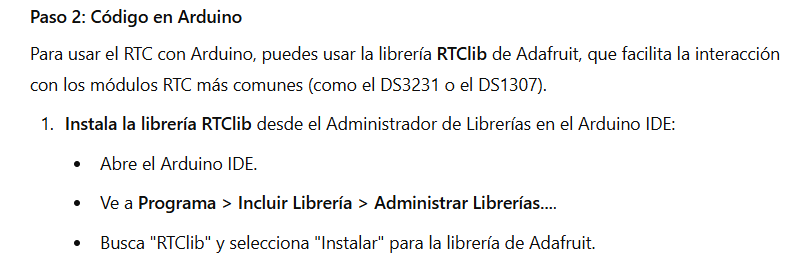 Paso 2: Código en Arduino
Para usar el RTC con Arduino, puedes usar la librería RTClib de Adafruit, que facilita la interacción
con los módulos RTC más comunes (como el DS3231 o el DS1307).
1. Instala la librería RTClib desde el Administrador de Librerías en el Arduino IDE:
• Abre el Arduino IDE.
• Ve a Programa > Incluir Librería > Administrar Librerías....
• Busca "RTClib" y selecciona "Instalar" para la librería de Adafruit.